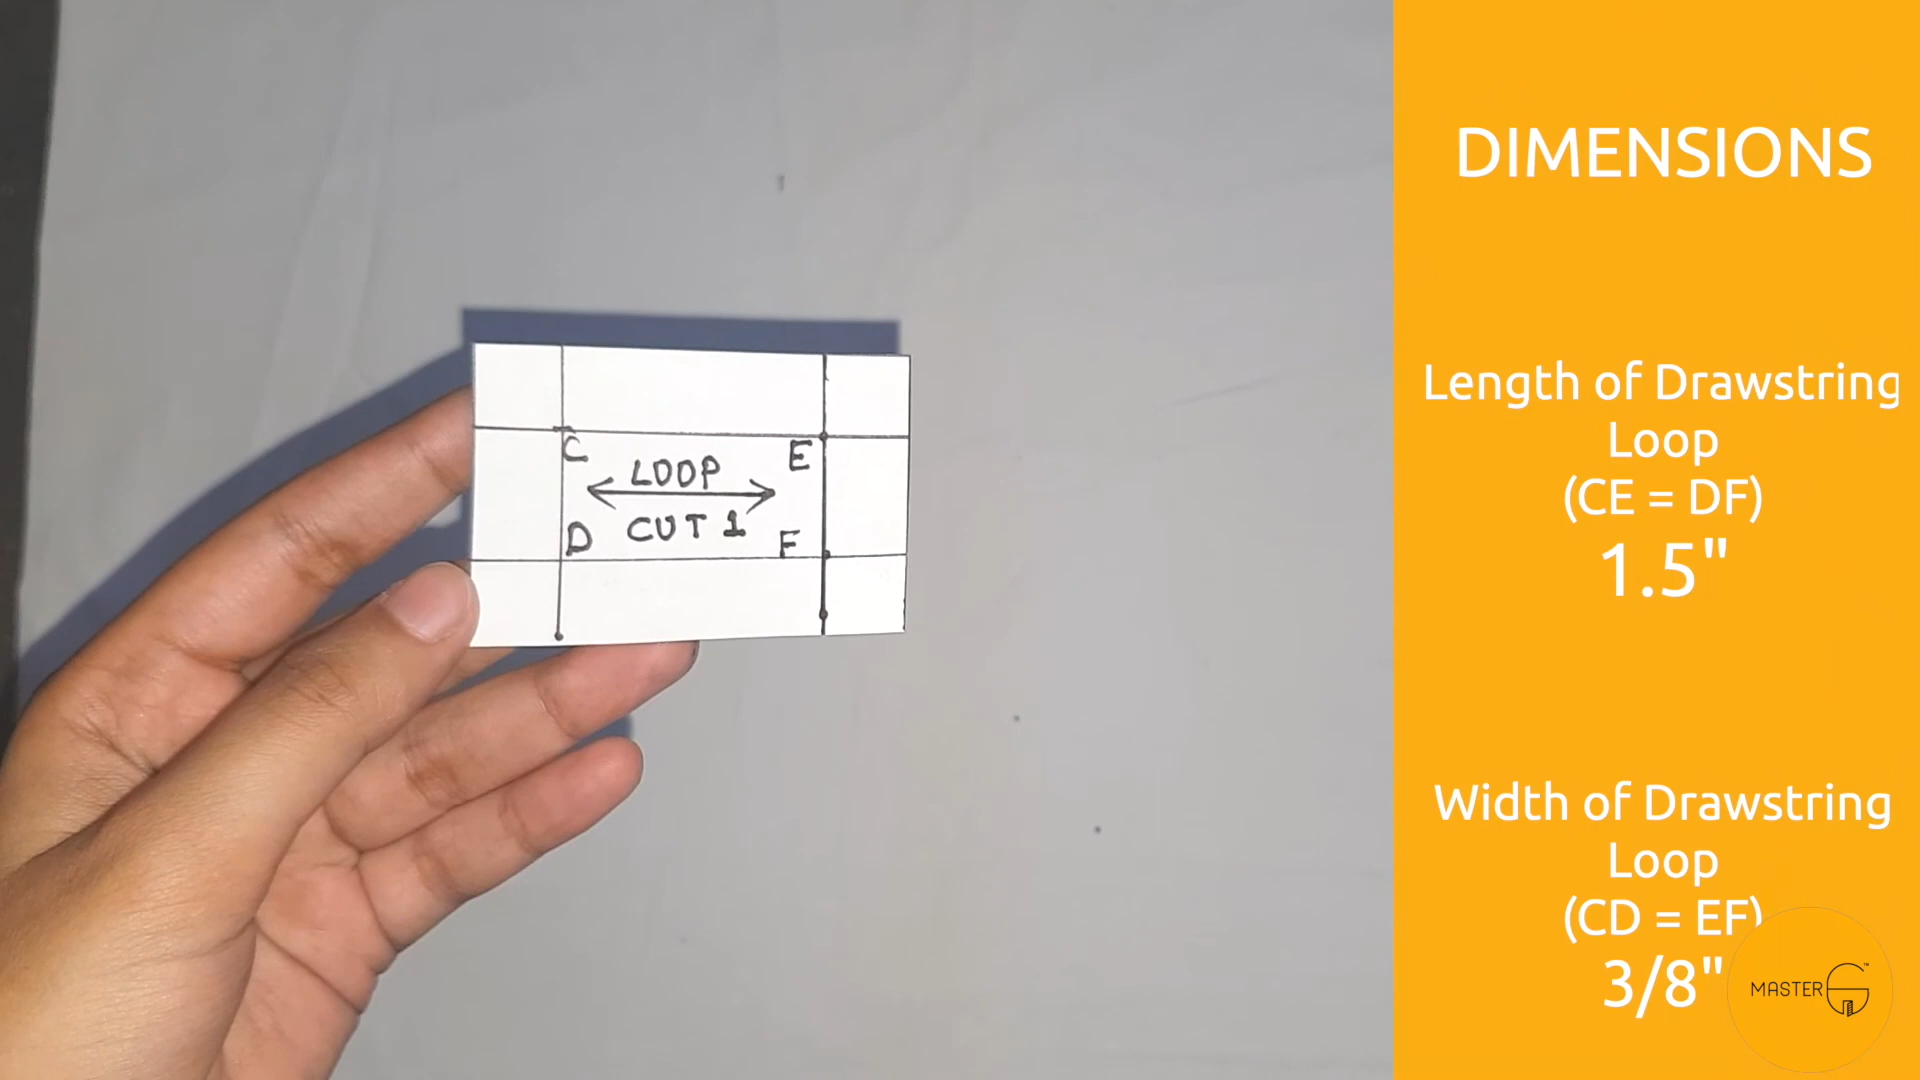 C
E
LOOP
CUT 1
D
F
DIMENSIONS
Length of Drawstring
Loop
(CE = DF)
1.5"
Width of Drawstring
Loop
(CD = EF)
3/8"
MASTER G™